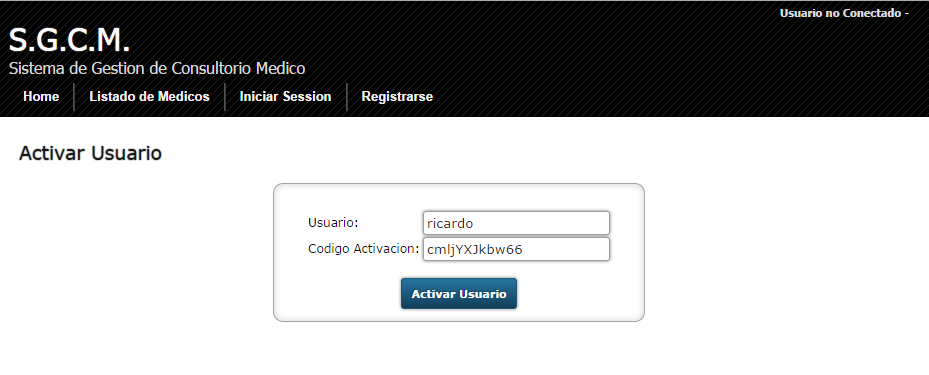 Usuario no Conectado -
S.G.C.M.
Sistema de Gestion de Consultorio Medico
Home Listado de Medicos Iniciar Session Registrarse
Activar Usuario
Usuario: ricardo
Codigo Activacion: cmljYXJkbw66
Activar Usuario